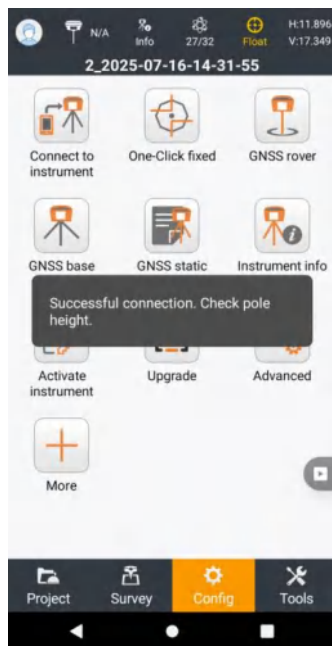 N/A
Info
27/32
Float
H:11.896
V:17.349
2_2025-07-16-14-31-55
Connect to
instrument
One-Click fixed
GNSS rover
GNSS base
GNSS static
Instrument info
Successful connection. Check pole
height.
Activate
instrument
Upgrade
Advanced
More
Project
Survey
Config
Tools